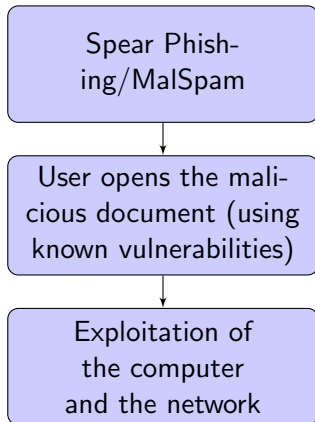 Spear Phish-
ing/MalSpam
User opens the mali-
cious document (using
known vulnerabilities)
Exploitation of
the computer
and the network